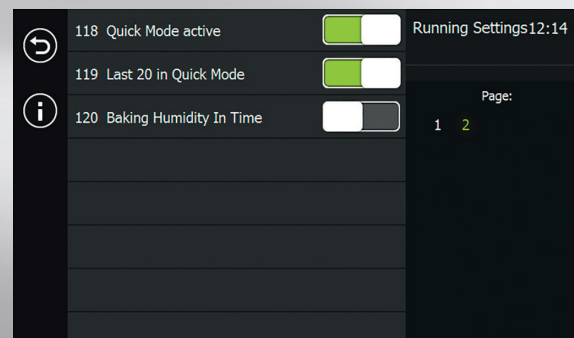 118 Quick Mode active
119 Last 20 in Quick Mode
120 Baking Humidity In Time
Running Settings12:14
Page:
1 2